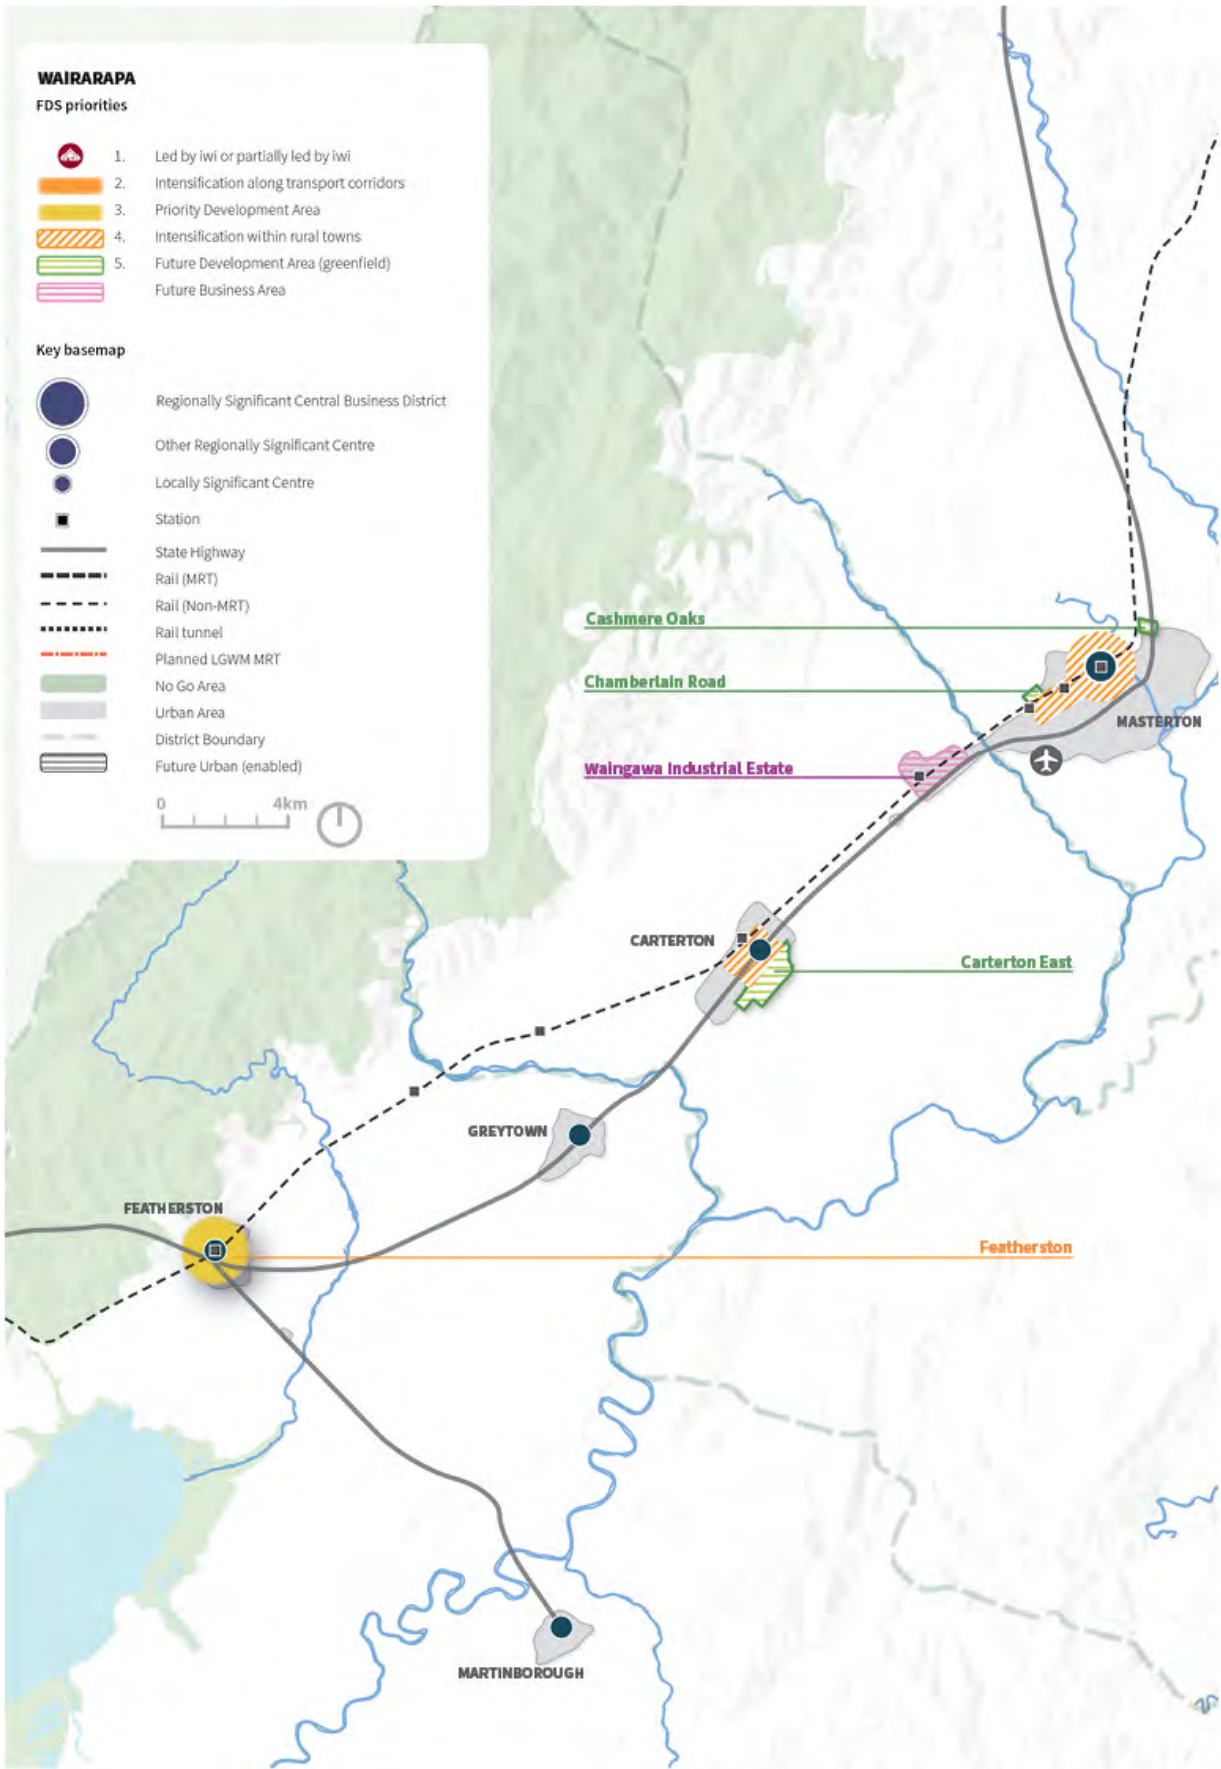 WAIRARAPA
FDS priorities
1. Led by iwi or partially led by iwi
2. Intensification along transport corridors
3. Priority Development Area
4. Intensification within rural towns
5. Future Development Area (greenfield)
Future Business Area
Key basemap
Regionally Significant Central Business District
Other Regionally Significant Centre
Locally Significant Centre
Station
State Highway
Rail (MRT)
Rail (Non-MRT)
Rail tunnel
Planned LGWM MRT
No Go Area
Urban Area
District Boundary
Future Urban (enabled)
0 4km
Cashmere Oaks
Chamberlain Road
MASTERTON
Waingawa Industrial Estate
CARTERTON
Carterton East
GREYTOWN
FEATHERSTON
Featherston
MARTINBOROUGH